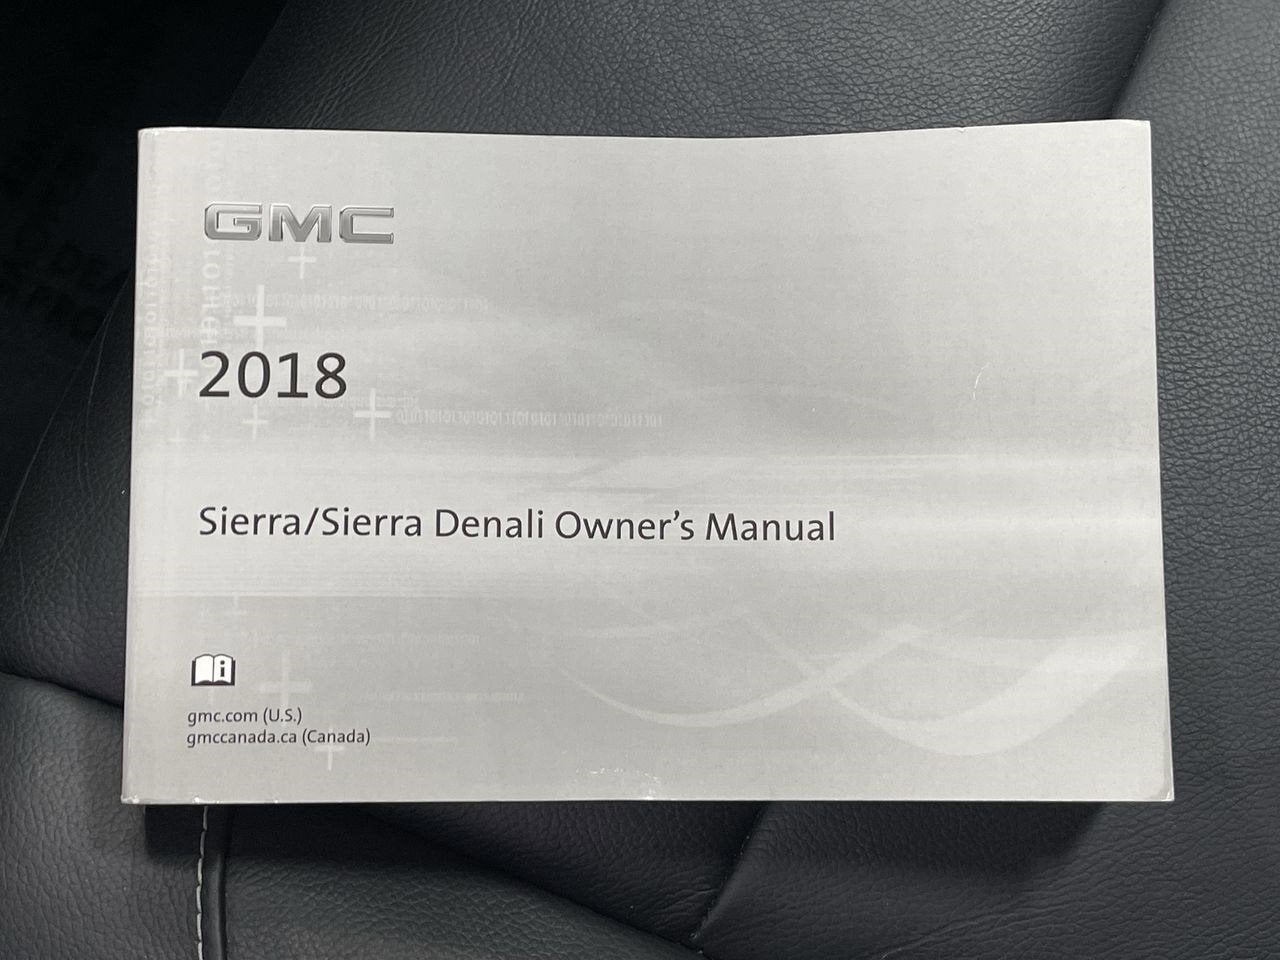 GMC
2018
Sierra/Sierra Denali Owner's Manual
i
gmc.com (U.S.)
gmccanada.ca (Canada)